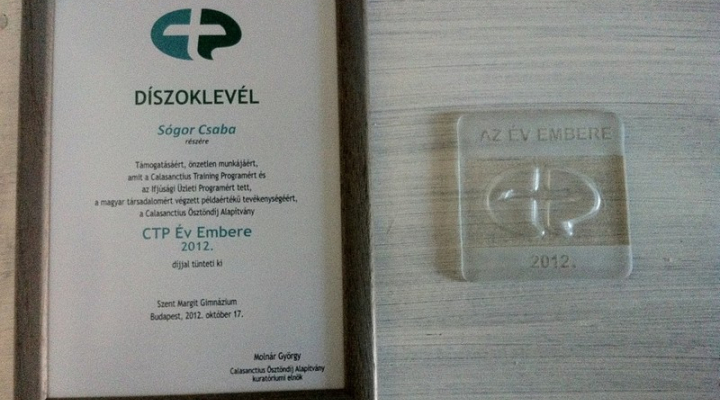 DÍSZOKLEVÉL
Sógor Csaba
részére
Támogatásáért, önzetlen munkájáért,
amit a Calasanctius Training Programért és
az Ifjúsági Üzleti Programért tett,
a magyar társadalomért végzett példaértékű tevékenységéért,
a Calasanctius Ösztöndíj Alapítvány
CTP Év Embere
2012.
díjjal tünteti ki
Szent Margit Gimnázium
Budapest, 2012. október 17.
Molnár György
Calasanctius Ösztöndíj Alapítvány
kuratóriumi elnök
AZ ÉV EMBERE
2012.